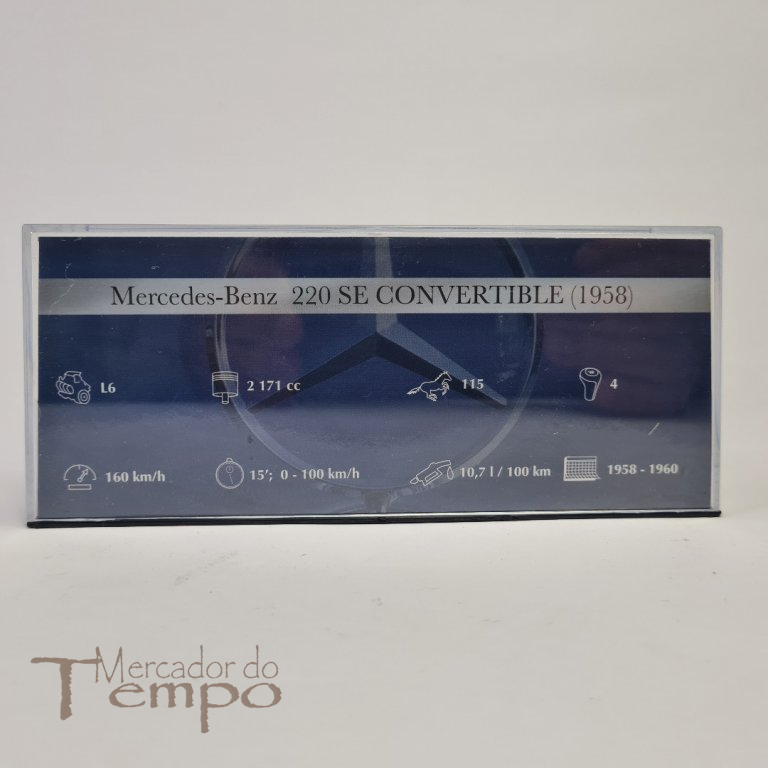 Mercedes-Benz 220 SE CONVERTIBLE (1958)
L6 2 171 cc 115 4
160 km/h 15'; 0 - 100 km/h 10,7 l / 100 km 1958 - 1960
Mercador do
Tempo